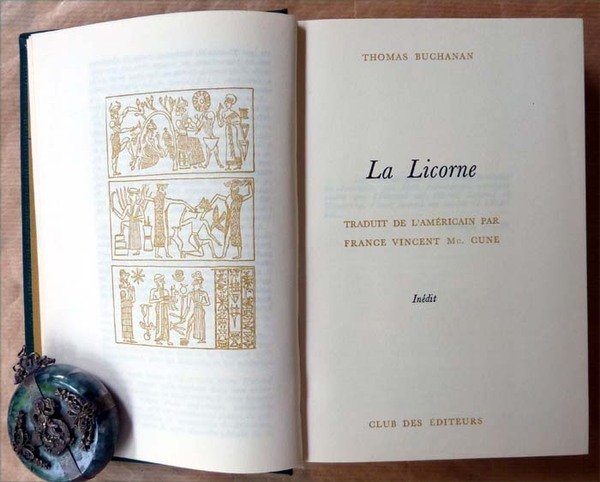 THOMAS BUCHANAN
La Licorne
TRADUIT DE L'AMÉRICAIN PAR
FRANCE VINCENT Mc. CUNE
Inédit
CLUB DES ÉDITEURS